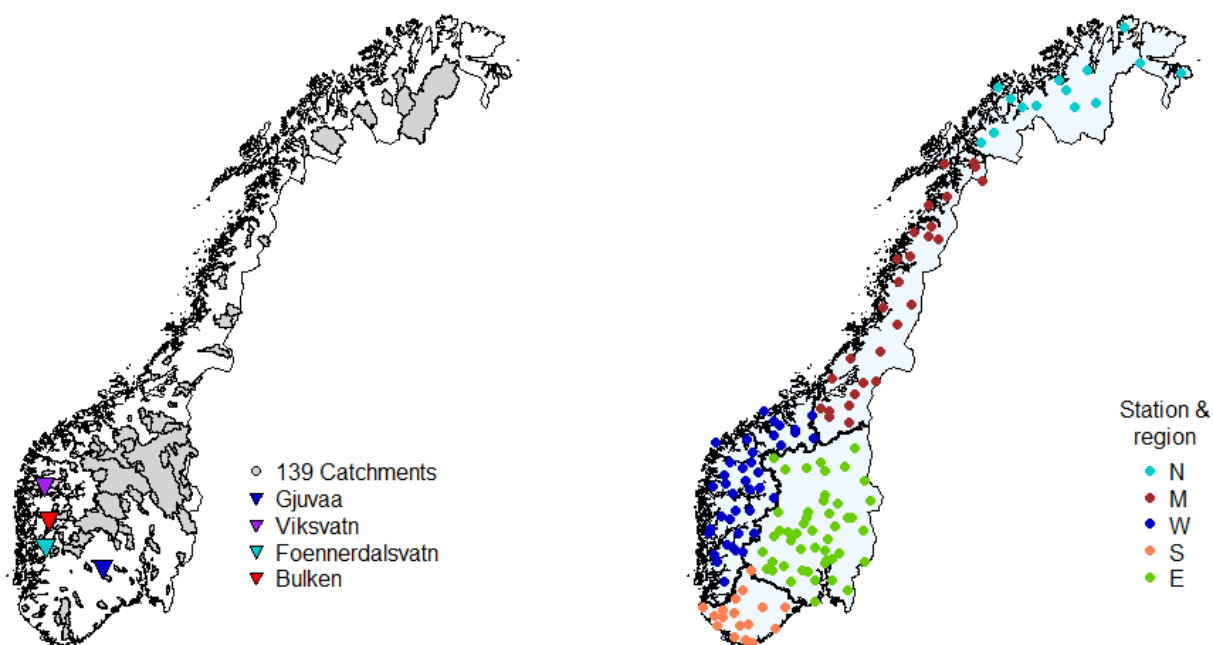 139 Catchments
Gjuvaa
Viksvatn
Foennerdalsvatn
Bulken
Station &
region
N
M
W
S
E